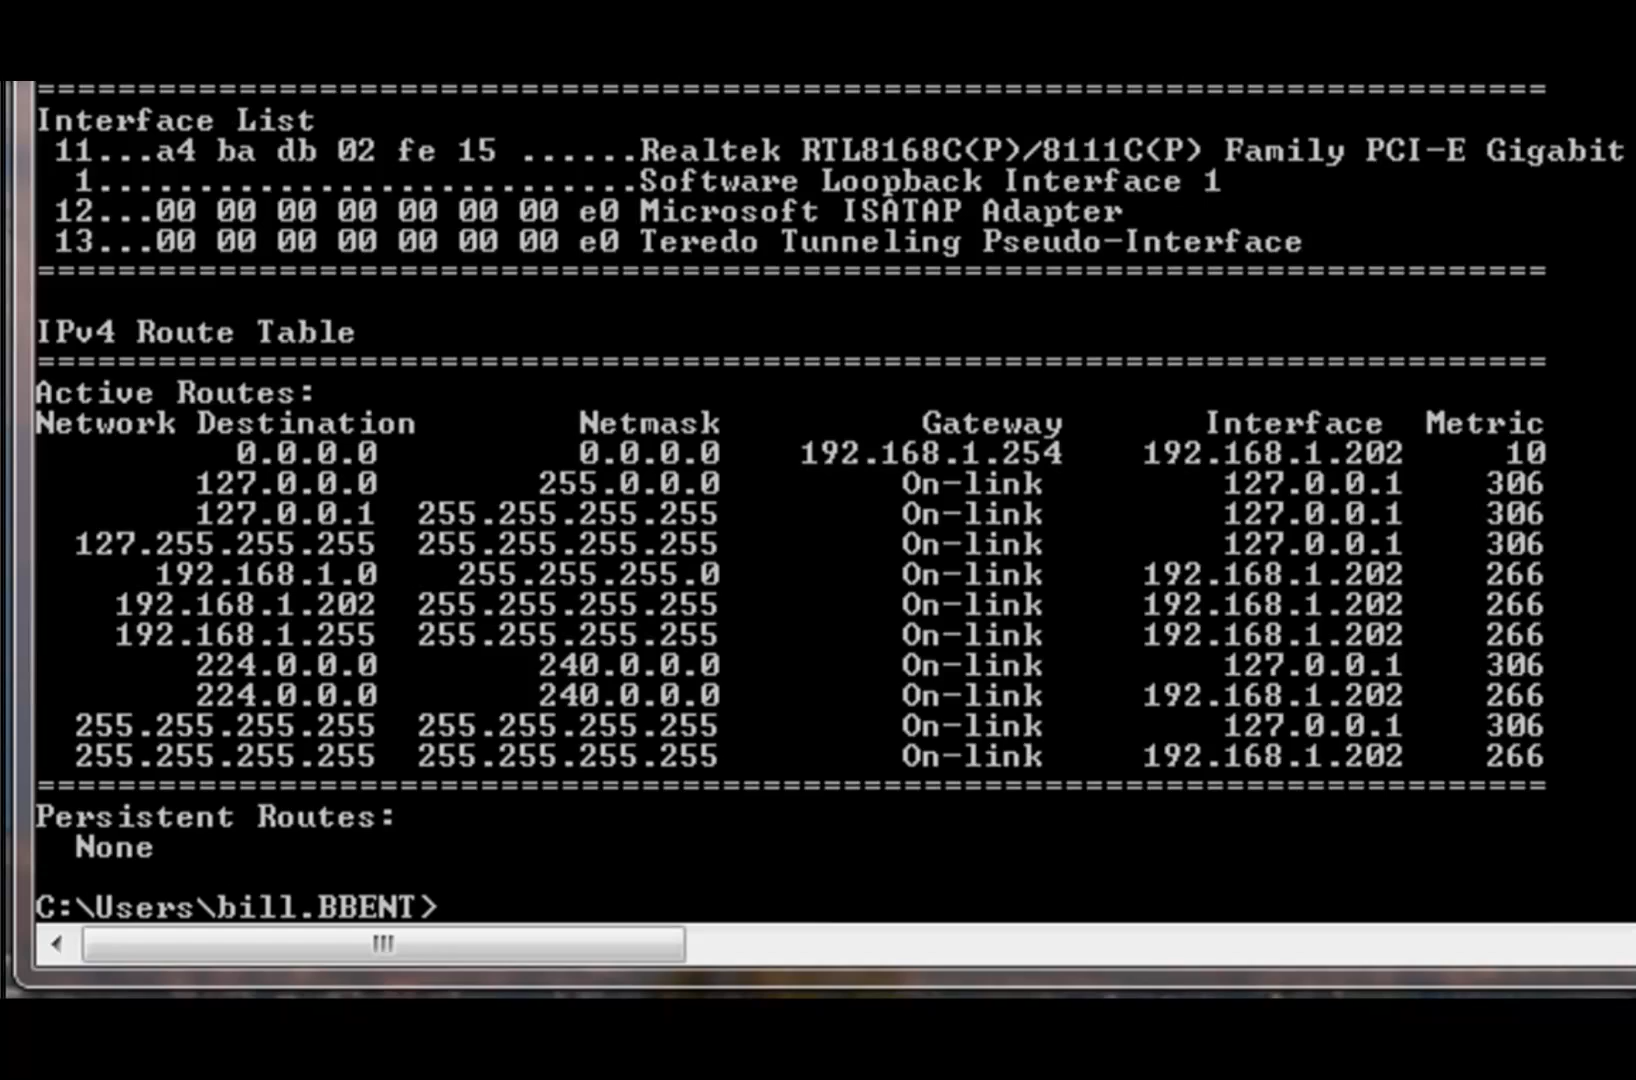 ===========================================================================
Interface List
 11...a4 ba db 02 fe 15 ......Realtek RTL8168C(P)/8111C(P) Family PCI-E Gigabit
  1...........................Software Loopback Interface 1
 12...00 00 00 00 00 00 00 e0 Microsoft ISATAP Adapter
 13...00 00 00 00 00 00 00 e0 Teredo Tunneling Pseudo-Interface
===========================================================================
IPv4 Route Table
===========================================================================
Active Routes:
Network Destination        Netmask          Gateway       Interface  Metric
          0.0.0.0          0.0.0.0    192.168.1.254    192.168.1.202     10
        127.0.0.0        255.0.0.0         On-link         127.0.0.1    306
        127.0.0.1  255.255.255.255         On-link         127.0.0.1    306
  127.255.255.255  255.255.255.255         On-link         127.0.0.1    306
      192.168.1.0    255.255.255.0         On-link     192.168.1.202    266
    192.168.1.202  255.255.255.255         On-link     192.168.1.202    266
    192.168.1.255  255.255.255.255         On-link     192.168.1.202    266
        224.0.0.0        240.0.0.0         On-link         127.0.0.1    306
        224.0.0.0        240.0.0.0         On-link     192.168.1.202    266
  255.255.255.255  255.255.255.255         On-link         127.0.0.1    306
  255.255.255.255  255.255.255.255         On-link     192.168.1.202    266
===========================================================================
Persistent Routes:
  None
C:\Users\bill.BBENT>